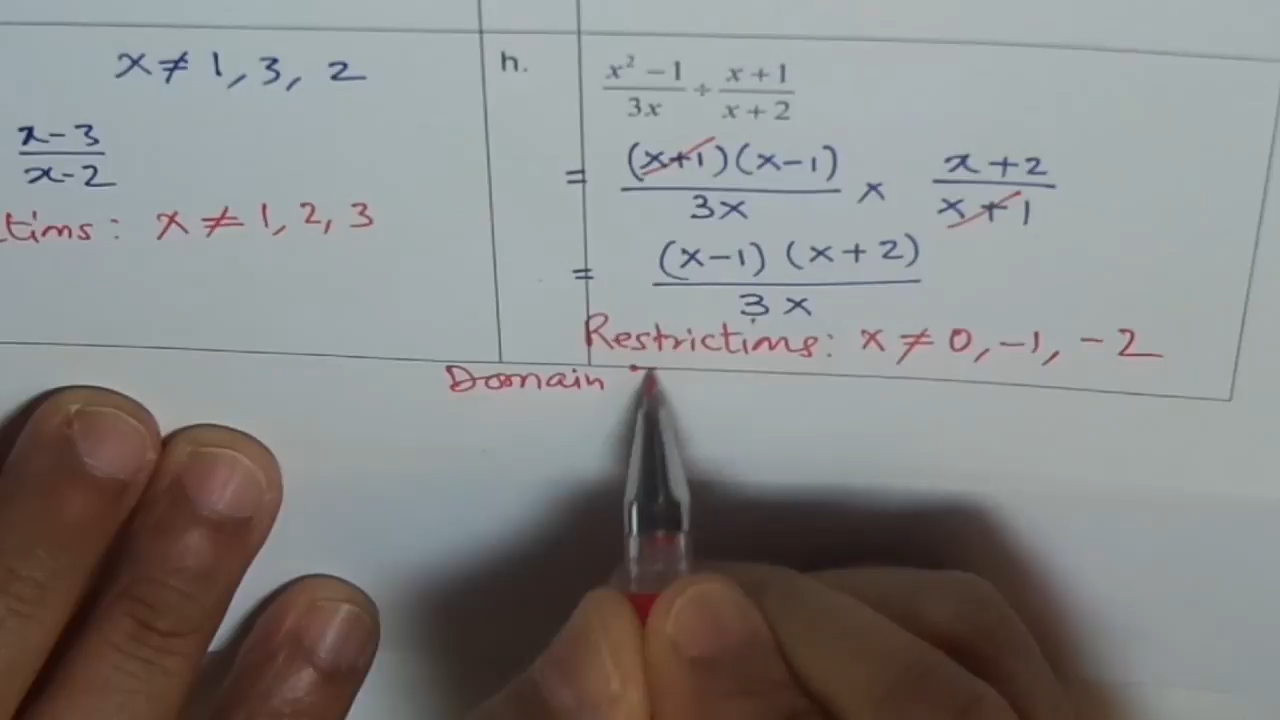 x ≠ 1, 3, 2
x-3
x-2
tims: x ≠ 1, 2, 3
h.
x² - 1 / 3x ÷ x + 1 / x + 2
= (x+1)(x-1) / 3x × x+2 / x+1
= (x-1) (x+2) / 3x
Restrictims: x ≠ 0, -1, -2
Domain